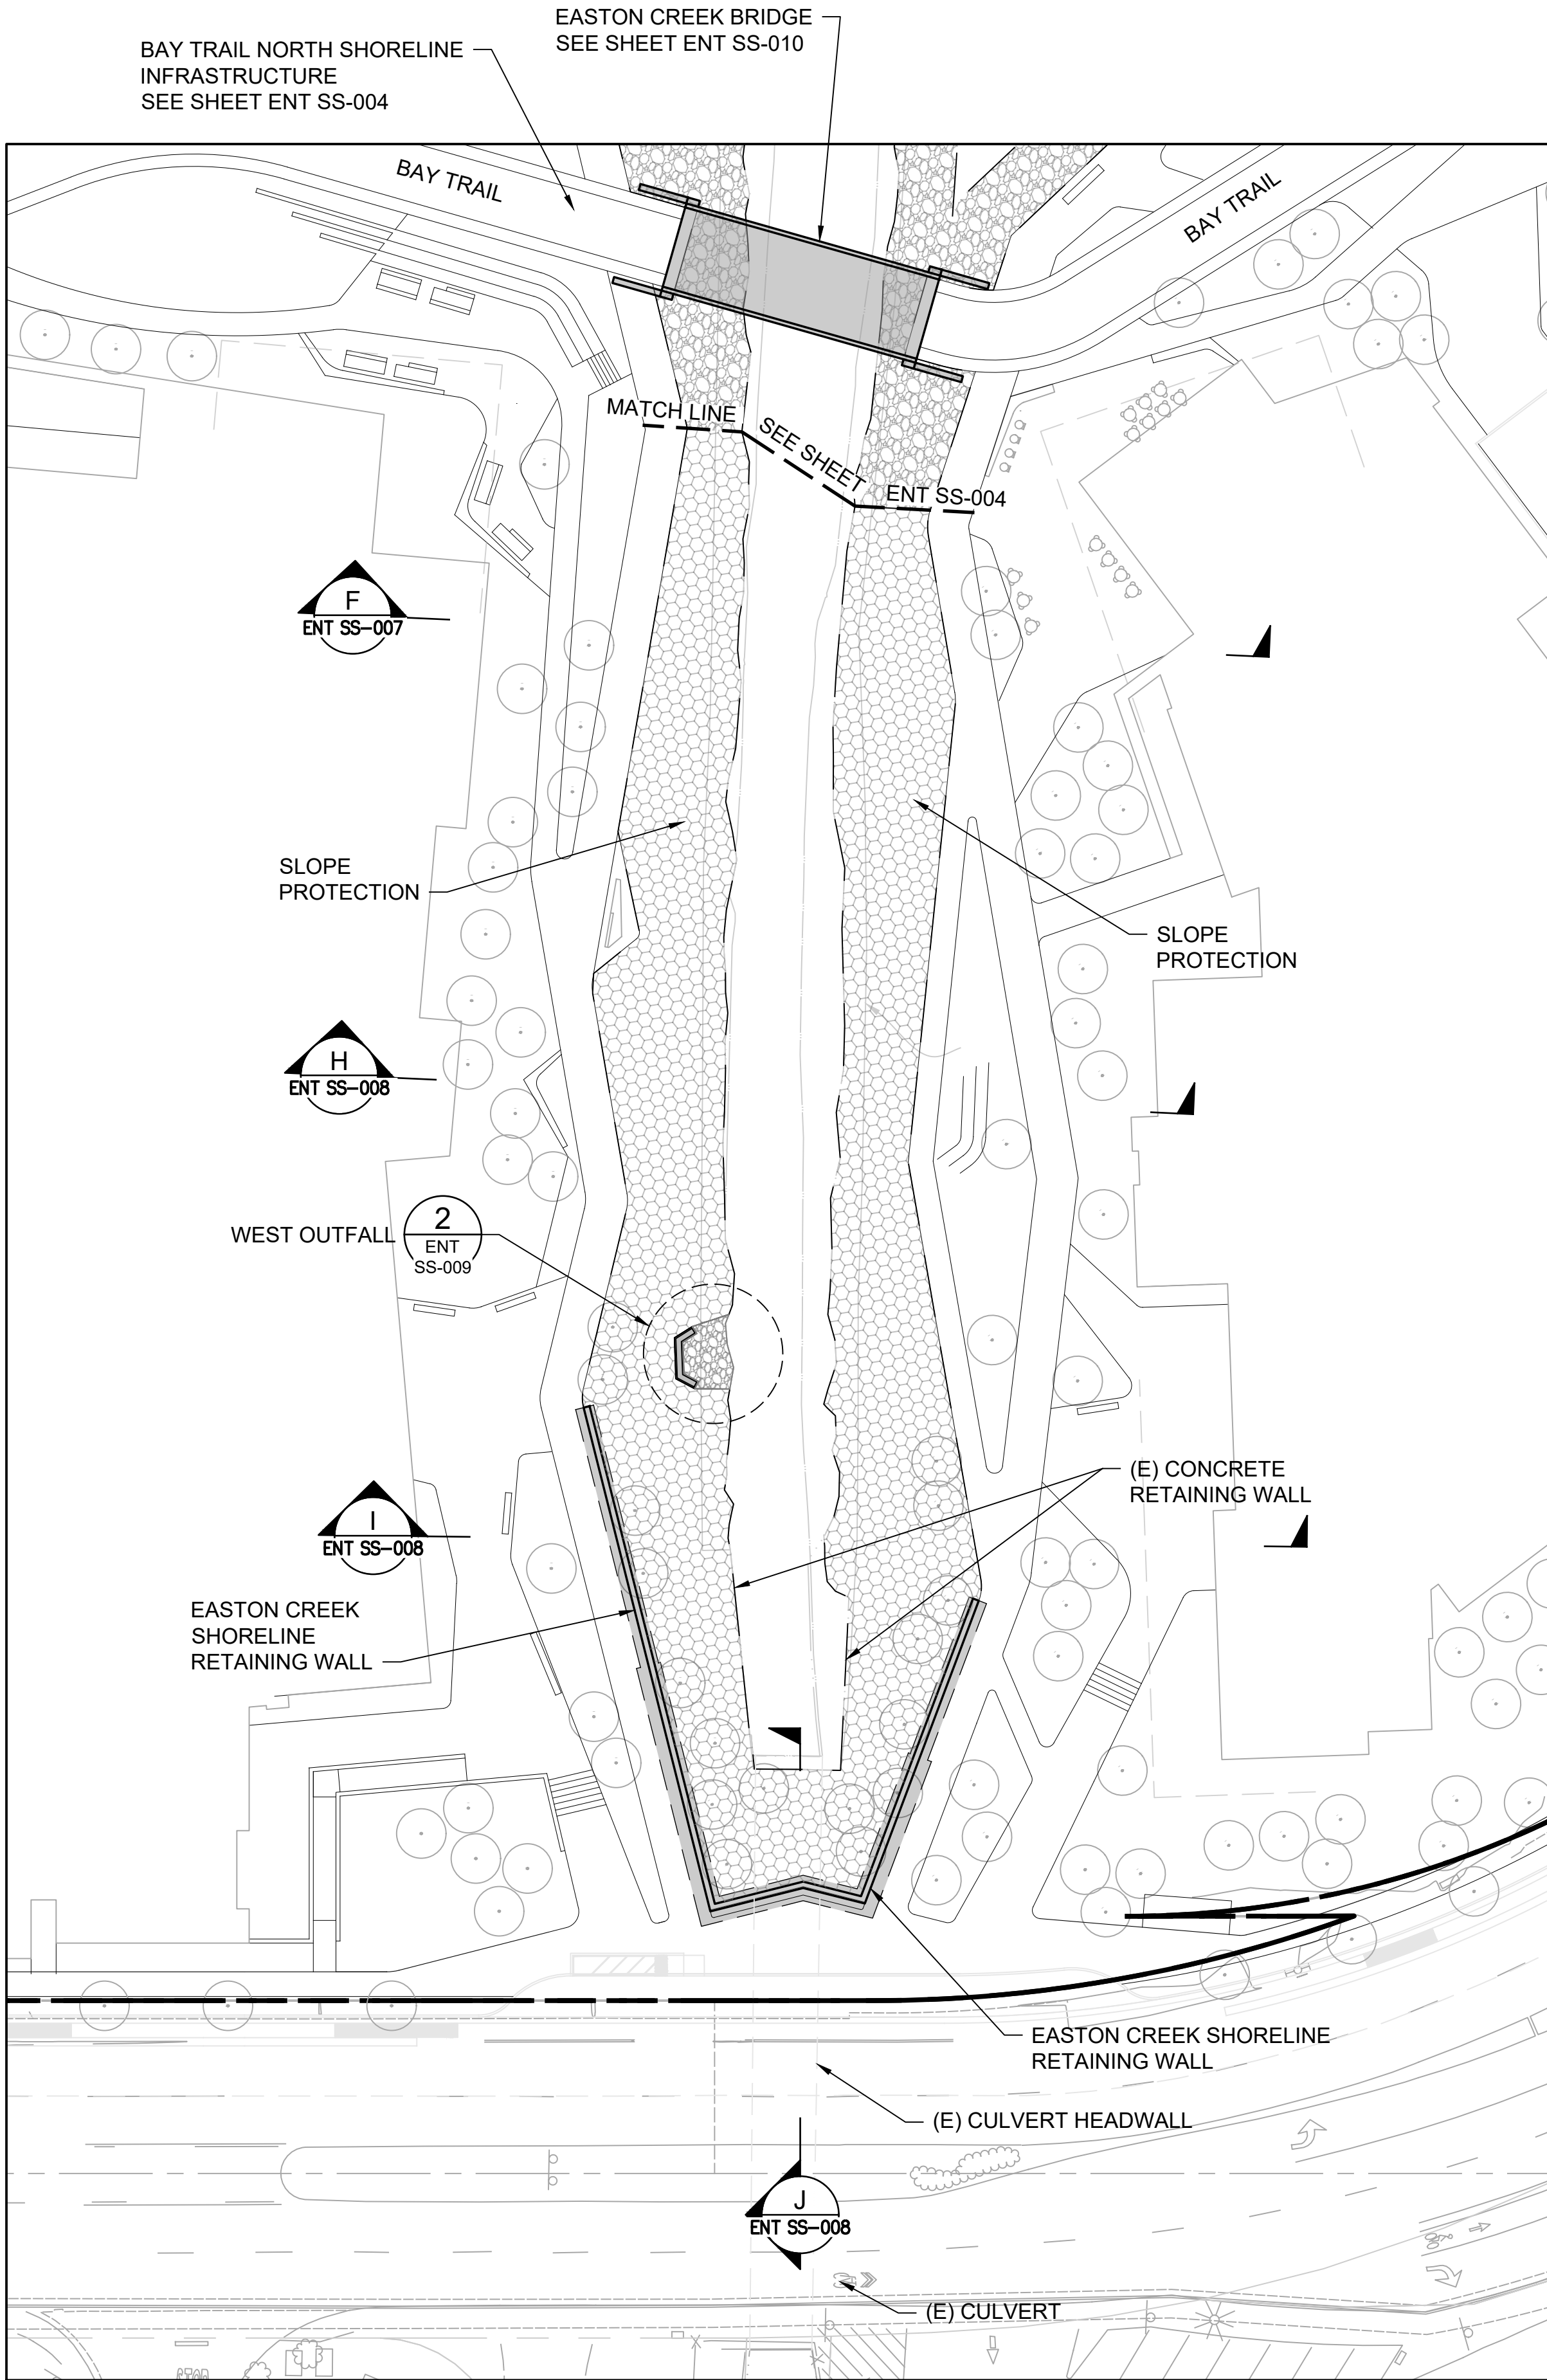 EASTON CREEK BRIDGE
SEE SHEET ENT SS-010
BAY TRAIL NORTH SHORELINE
INFRASTRUCTURE
SEE SHEET ENT SS-004
BAY TRAIL
BAY TRAIL
MATCH LINE
SEE SHEET
ENT SS-004
F
ENT SS-007
SLOPE
PROTECTION
SLOPE
PROTECTION
H
ENT SS-008
WEST OUTFALL
2
ENT
SS-009
(E) CONCRETE
RETAINING WALL
I
ENT SS-008
EASTON CREEK
SHORELINE
RETAINING WALL
EASTON CREEK SHORELINE
RETAINING WALL
(E) CULVERT HEADWALL
J
ENT SS-008
(E) CULVERT